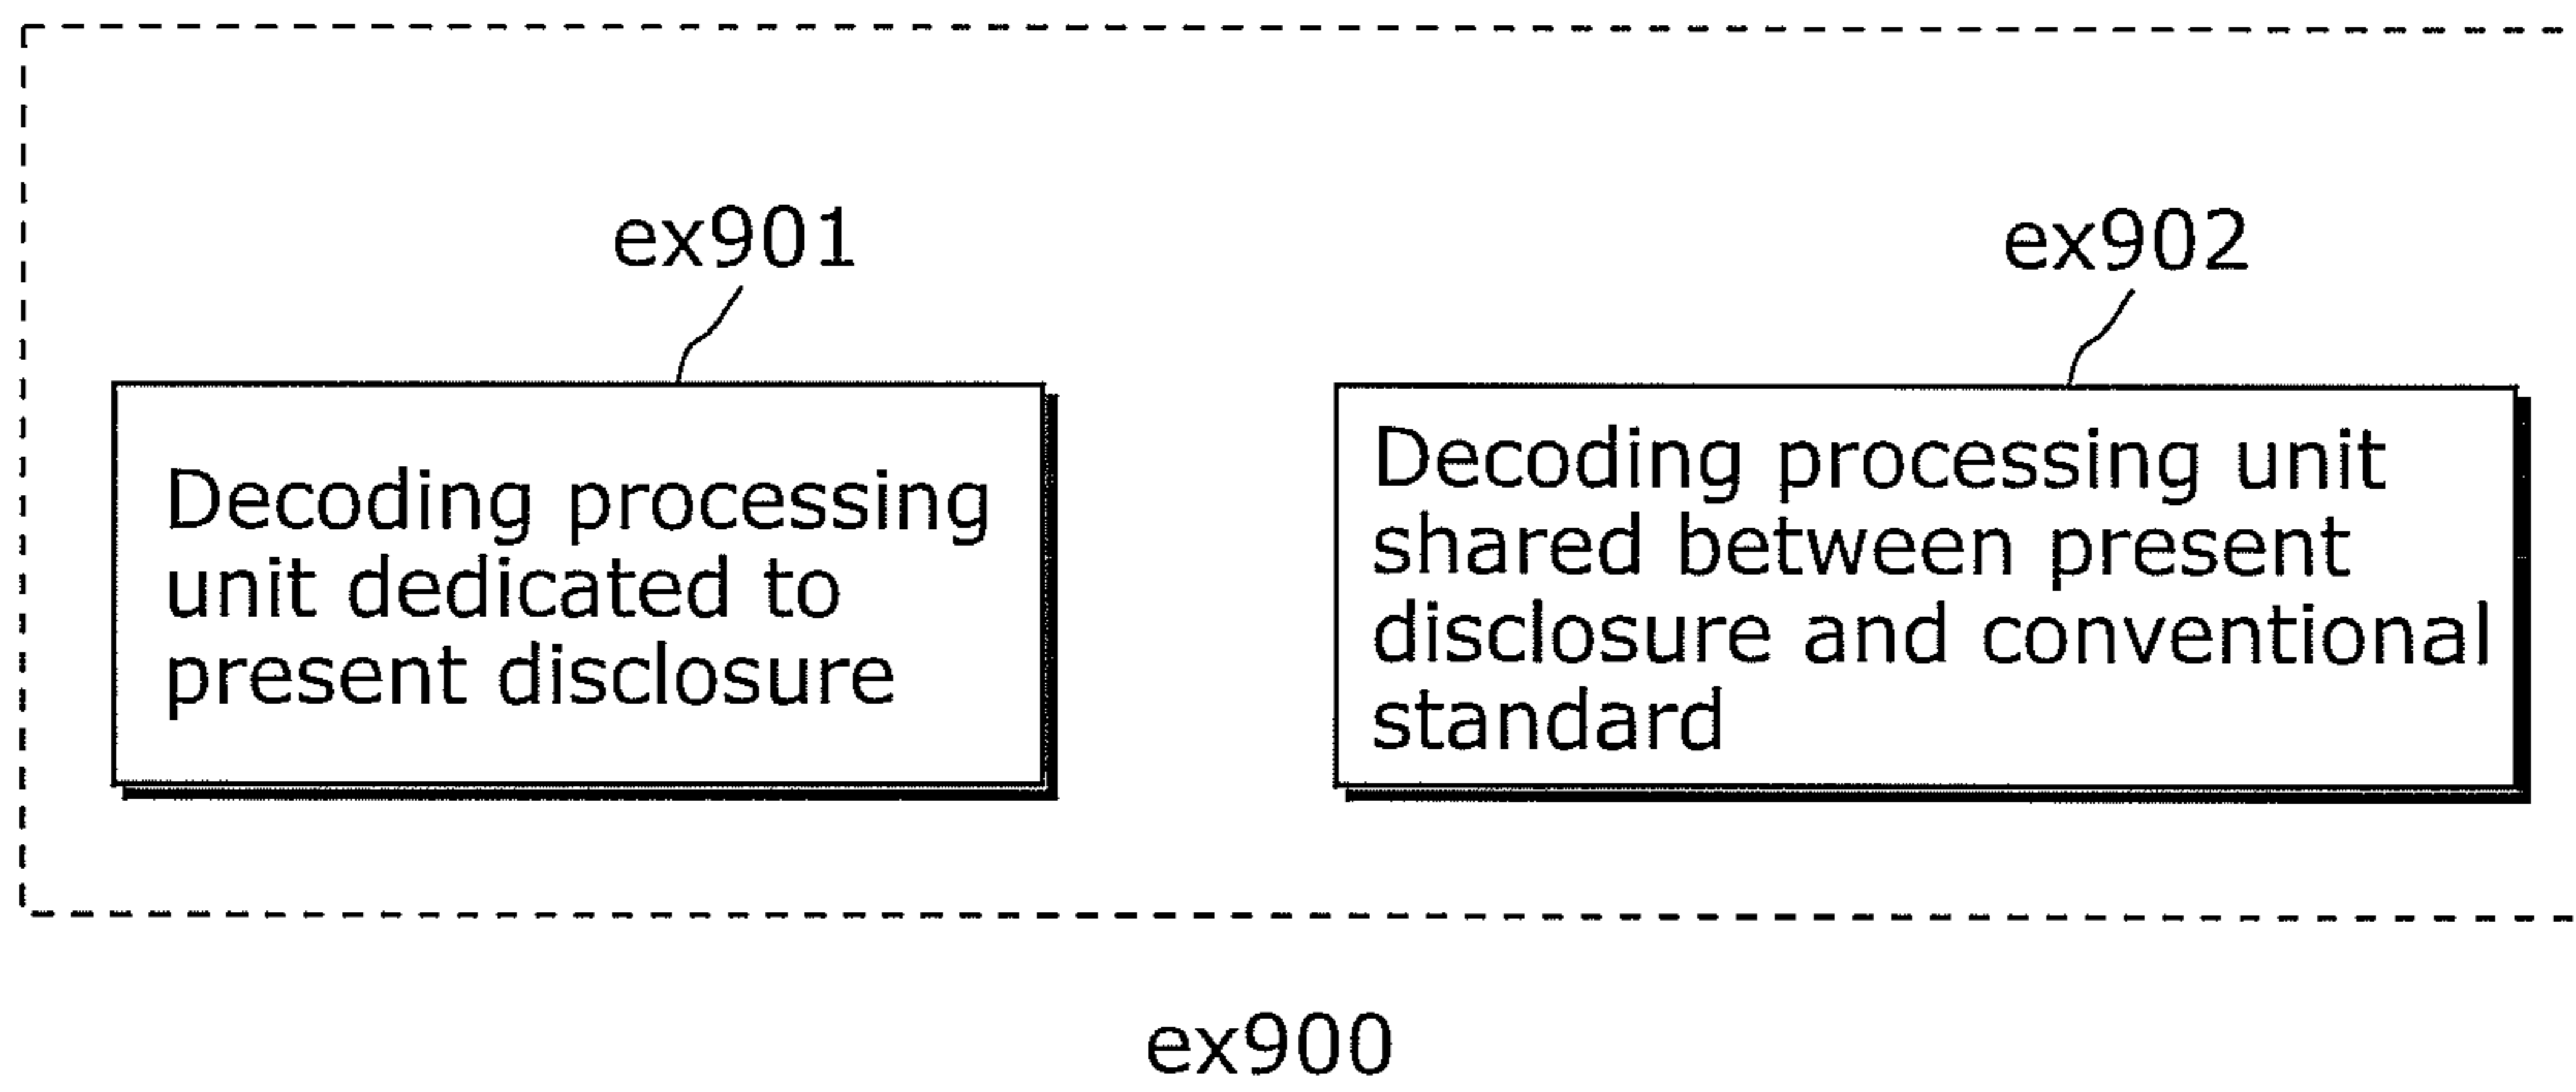 ex901
Decoding processing
unit dedicated to
present disclosure
ex902
Decoding processing unit
shared between present
disclosure and conventional
standard
ex900